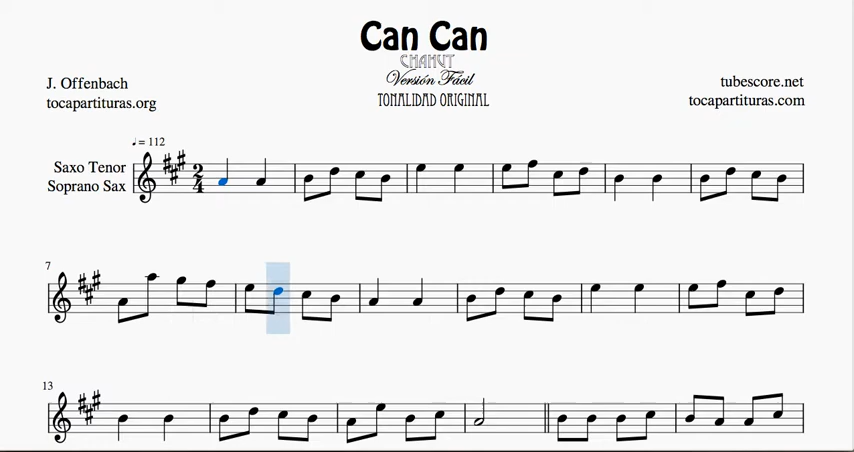 Can Can
CHAHUT
J. Offenbach
Versión Fácil
tubescore.net
tocapartituras.org
TONALIDAD ORIGINAL
tocapartituras.com
♩ = 112
Saxo Tenor
Soprano Sax
2
4
7
13